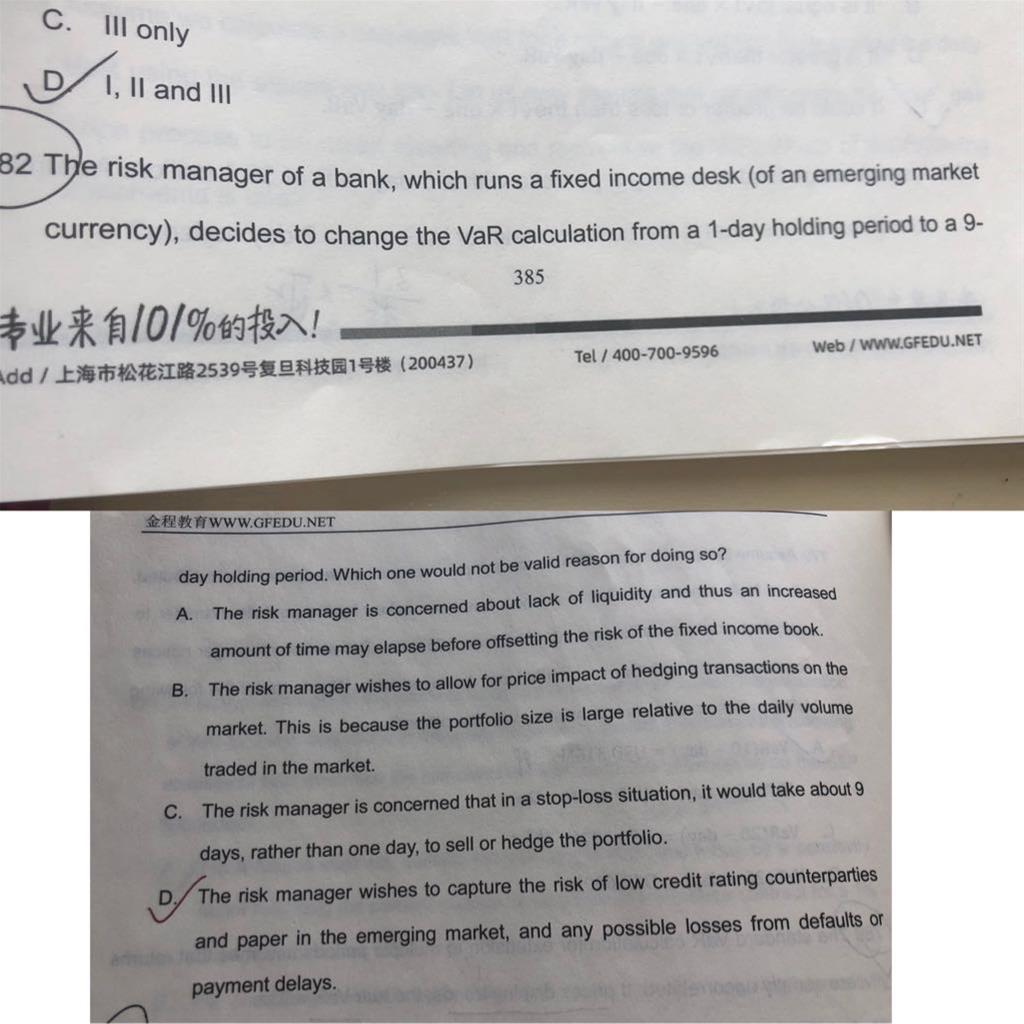 C. III only
D. I, II and III
82 The risk manager of a bank, which runs a fixed income desk (of an emerging market
currency), decides to change the VaR calculation from a 1-day holding period to a 9-
385
专业来自101%的投入!
Add / 上海市松花江路2539号复旦科技园1号楼 (200437) Tel / 400-700-9596 Web / WWW.GFEDU.NET
金程教育WWW.GFEDU.NET
day holding period. Which one would not be valid reason for doing so?
A. The risk manager is concerned about lack of liquidity and thus an increased
amount of time may elapse before offsetting the risk of the fixed income book.
B. The risk manager wishes to allow for price impact of hedging transactions on the
market. This is because the portfolio size is large relative to the daily volume
traded in the market.
C. The risk manager is concerned that in a stop-loss situation, it would take about 9
days, rather than one day, to sell or hedge the portfolio.
D. The risk manager wishes to capture the risk of low credit rating counterparties
and paper in the emerging market, and any possible losses from defaults or
payment delays.